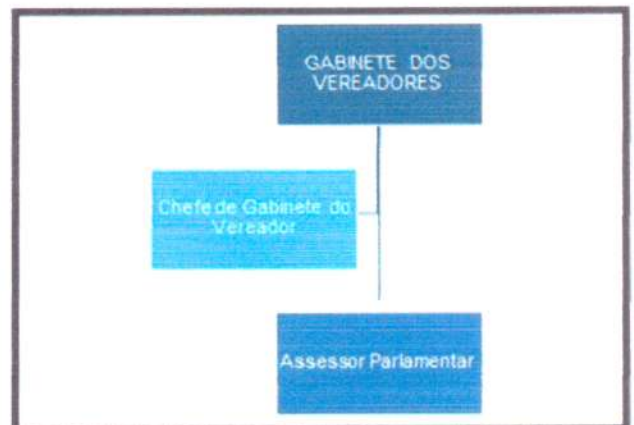 GABINETE DOS
VEREADORES
Chefe de Gabinete do
Vereador
Assessor Parlamentar